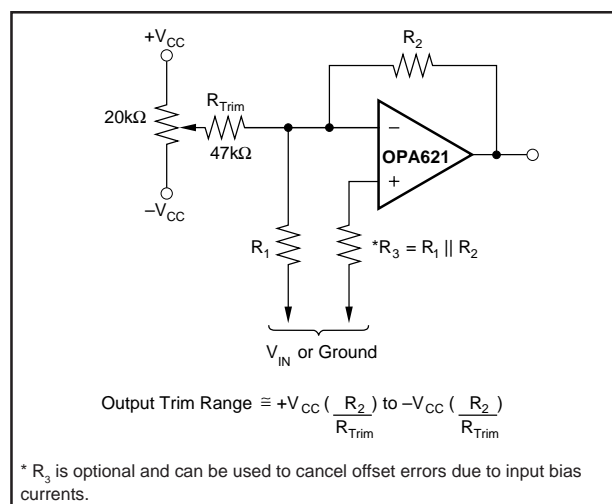 +VCC
R2
RTrim
20kΩ
47kΩ
–
OPA621
+
–VCC
R1
*R3 = R1 || R2
VIN or Ground
Output Trim Range ≅ +VCC ( R2 / RTrim ) to –VCC ( R2 / RTrim )
* R3 is optional and can be used to cancel offset errors due to input bias
currents.